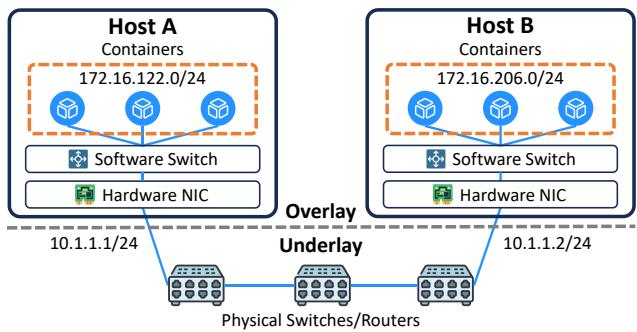 Host A
Containers
172.16.122.0/24
Software Switch
Hardware NIC
Host B
Containers
172.16.206.0/24
Software Switch
Hardware NIC
Overlay
Underlay
10.1.1.1/24
10.1.1.2/24
Physical Switches/Routers